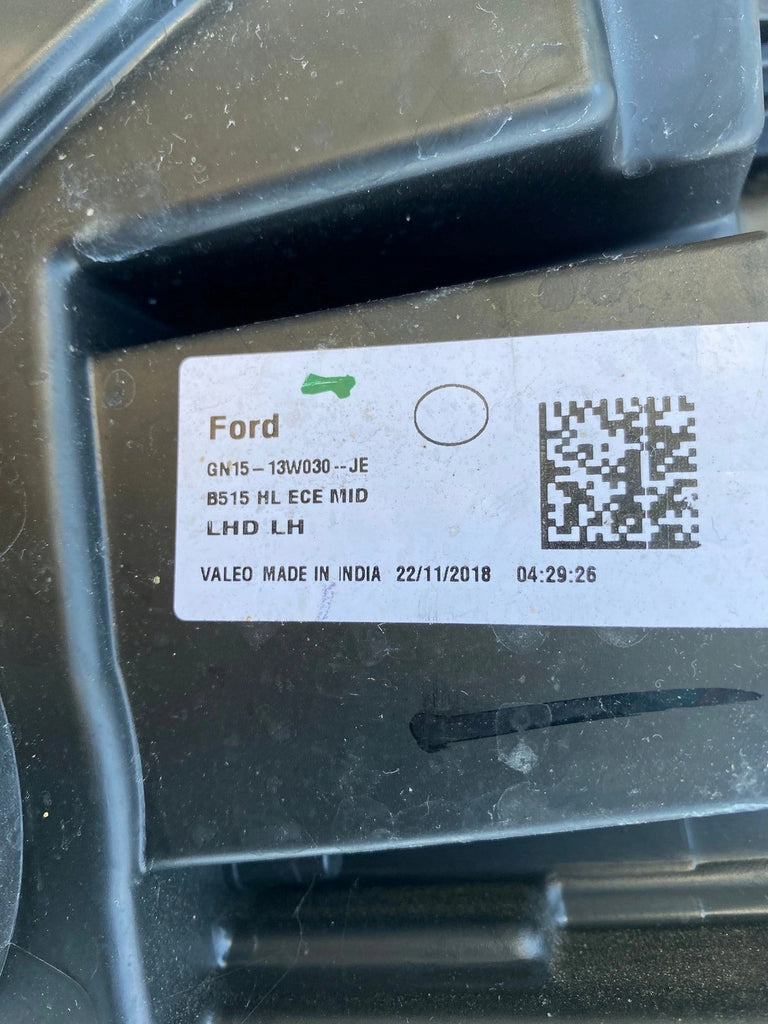 Ford
GN15-13W030--JE
B515 HL ECE MID
LHD LH
VALEO MADE IN INDIA 22/11/2018 04:29:26